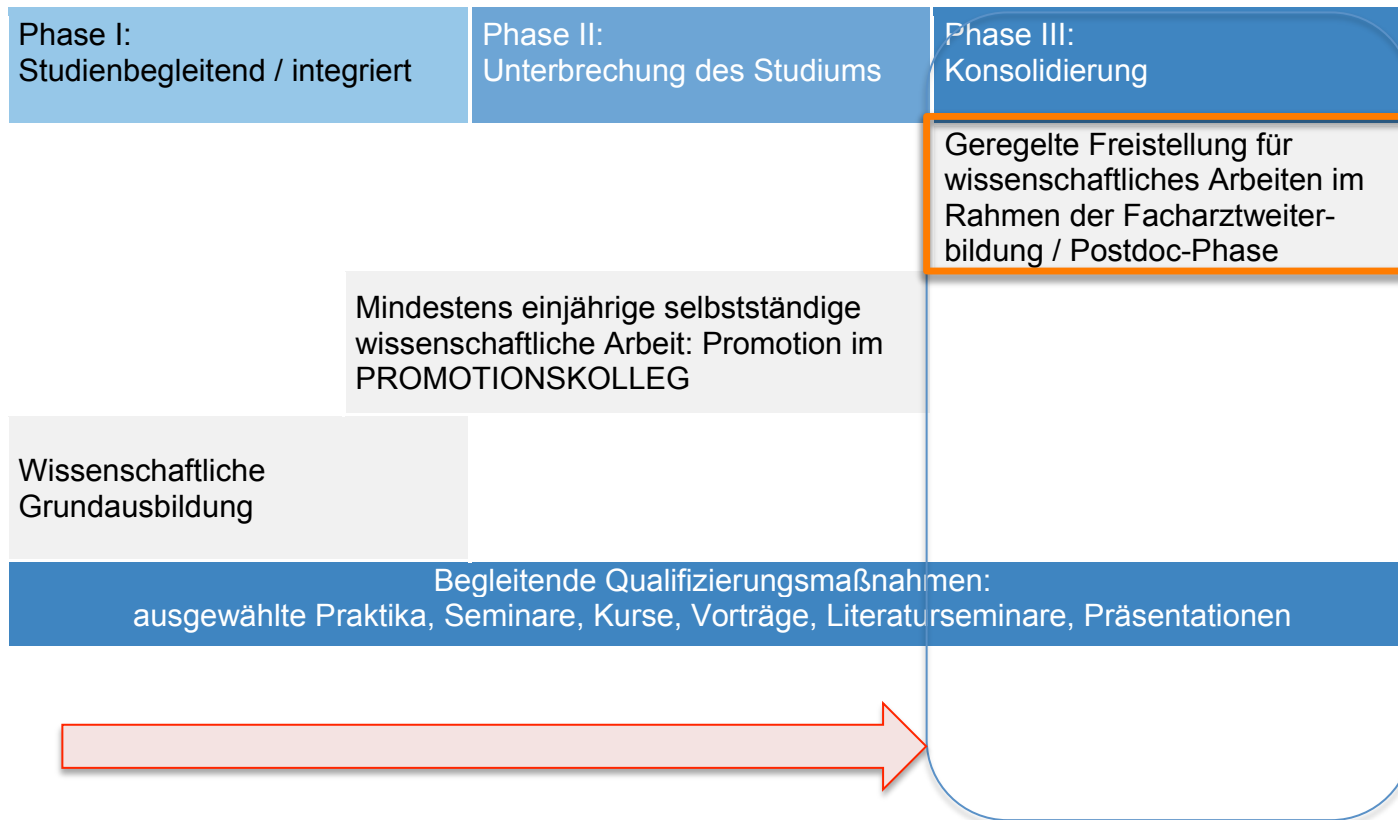 Phase I:
Studienbegleitend / integriert
Phase II:
Unterbrechung des Studiums
Phase III:
Konsolidierung
Geregelte Freistellung für
wissenschaftliches Arbeiten im
Rahmen der Facharztweiter-
bildung / Postdoc-Phase
Mindestens einjährige selbstständige
wissenschaftliche Arbeit: Promotion im
PROMOTIONSKOLLEG
Wissenschaftliche
Grundausbildung
Begleitende Qualifizierungsmaßnahmen:
ausgewählte Praktika, Seminare, Kurse, Vorträge, Literaturseminare, Präsentationen